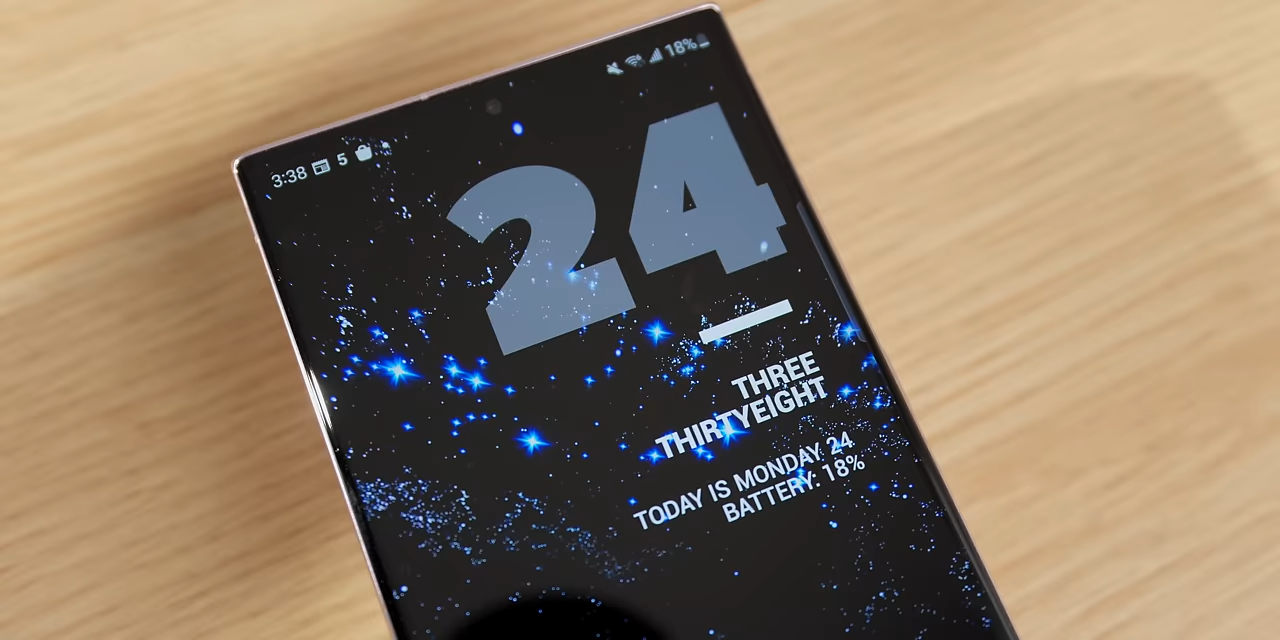 3:38 5
18%
24
THREE
THIRTYEIGHT
TODAY IS MONDAY 24
BATTERY: 18%